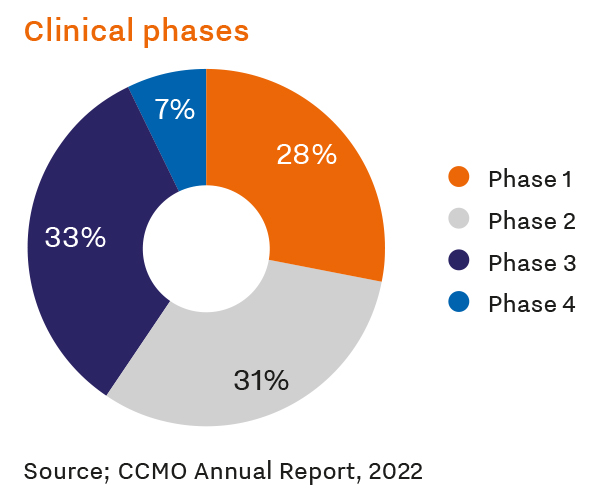 Clinical phases
7%
28%
33%
31%
Phase 1
Phase 2
Phase 3
Phase 4
Source; CCMO Annual Report, 2022